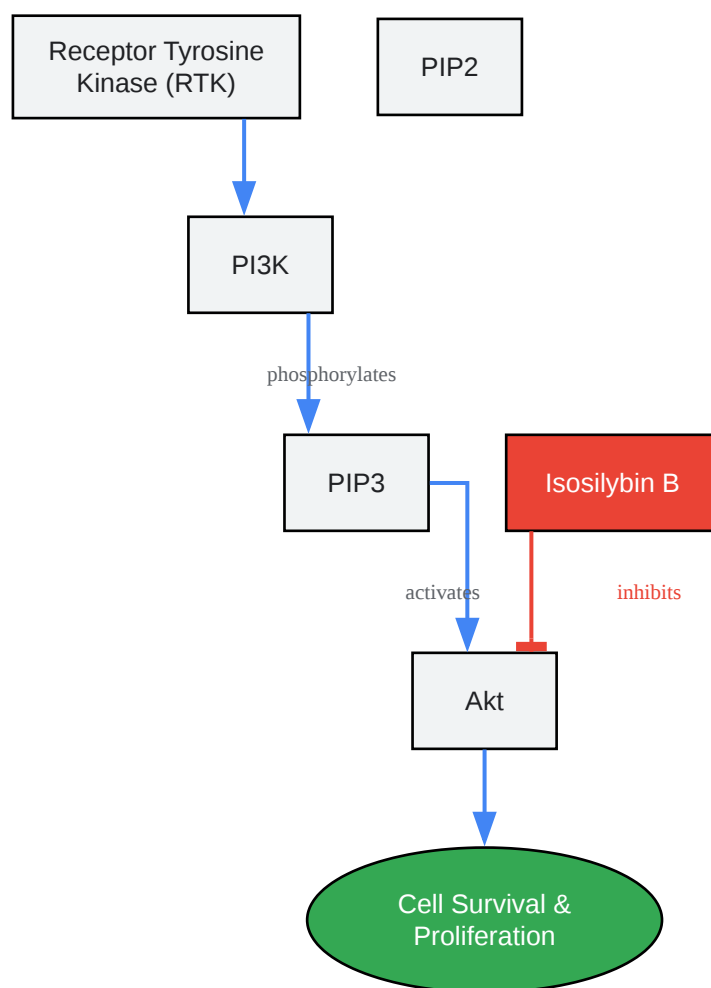 Receptor Tyrosine
Kinase (RTK)
PIP2
PI3K
phosphorylates
PIP3
Isosilybin B
activates
inhibits
Akt
Cell Survival &
Proliferation